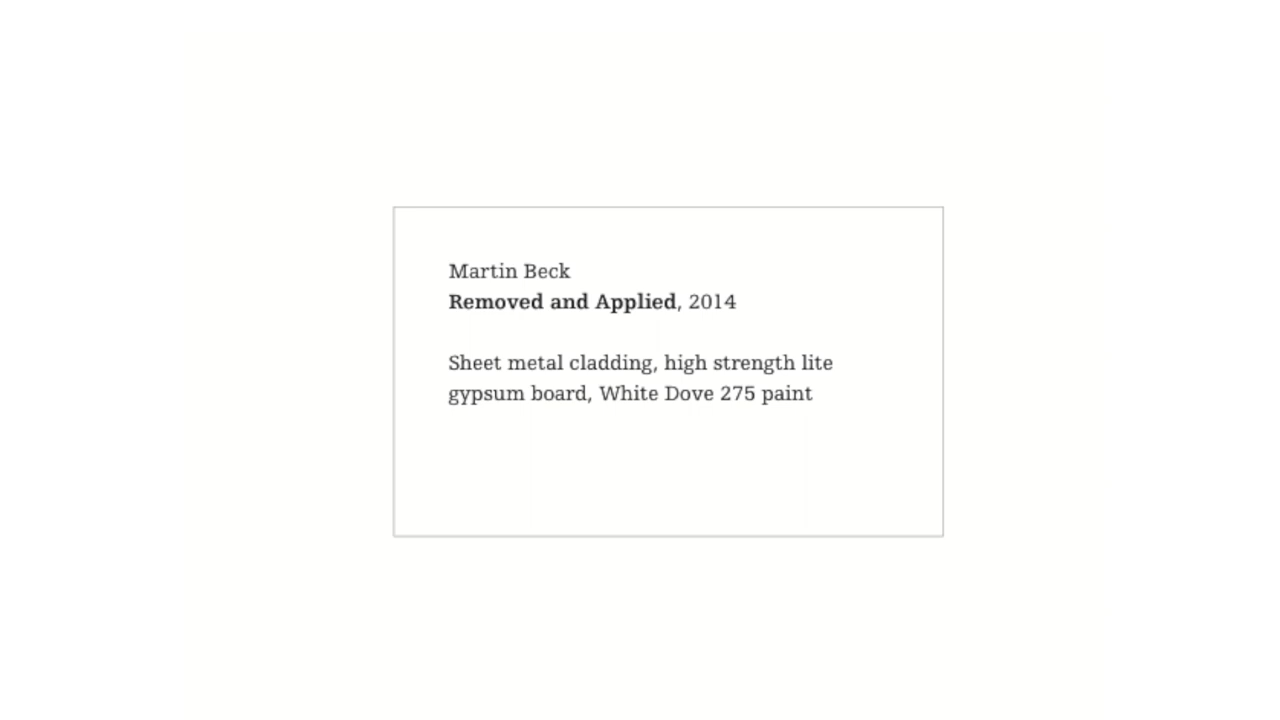 Martin Beck
Removed and Applied, 2014
Sheet metal cladding, high strength lite
gypsum board, White Dove 275 paint